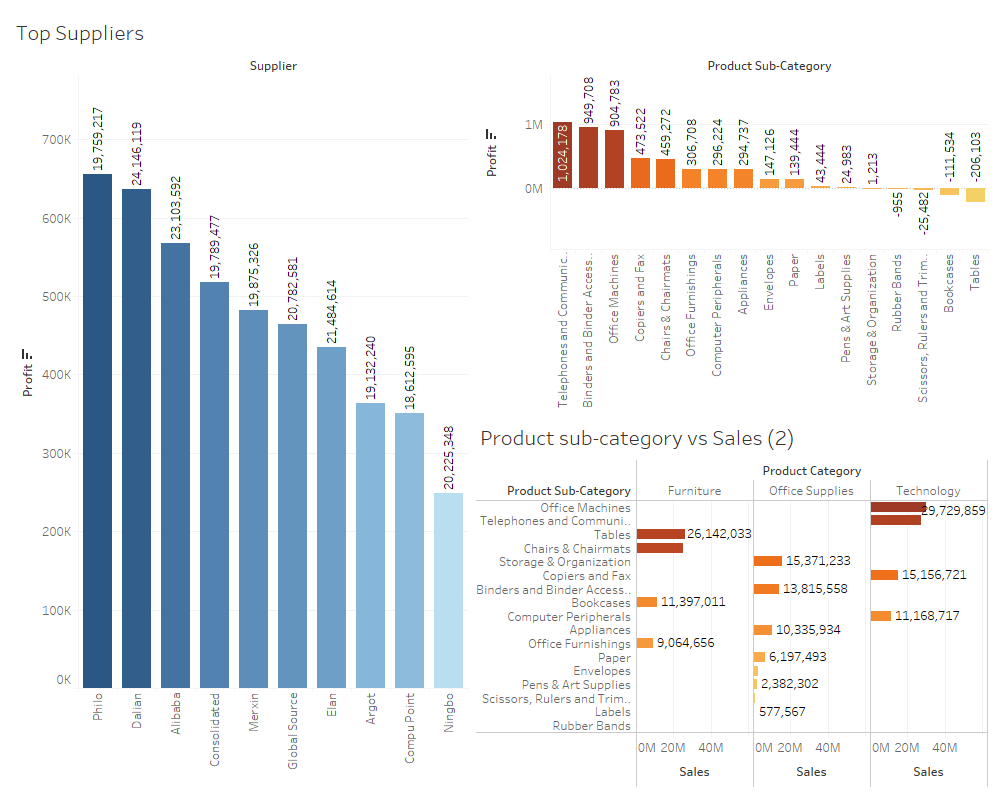 Top Suppliers
Supplier
Profit
700K
600K
500K
400K
300K
200K
100K
0K
19,759,217
24,146,119
23,103,592
19,789,477
19,875,326
20,782,581
21,484,614
19,132,240
18,612,595
20,225,348
Philo
Dalian
Alibaba
Consolidated
Merxin
Global Source
Elan
Argot
Compu Point
Ningbo
Product Sub-Category
Profit
1M
0M
1,024,178
949,708
904,783
473,522
459,272
306,708
296,224
294,737
147,126
139,444
43,444
24,983
1,213
-955
-25,482
-111,534
-206,103
Telephones and Communic..
Binders and Binder Access..
Office Machines
Copiers and Fax
Chairs & Chairmats
Office Furnishings
Computer Peripherals
Appliances
Envelopes
Paper
Labels
Pens & Art Supplies
Storage & Organization
Rubber Bands
Scissors, Rulers and Trim..
Bookcases
Tables
Product sub-category vs Sales (2)
Product Category
Product Sub-Category Furniture Office Supplies Technology
Office Machines 29,729,859
Telephones and Communi..
Tables 26,142,033
Chairs & Chairmats
Storage & Organization 15,371,233
Copiers and Fax 15,156,721
Binders and Binder Access.. 13,815,558
Bookcases 11,397,011
Computer Peripherals 11,168,717
Appliances 10,335,934
Office Furnishings 9,064,656
Paper 6,197,493
Envelopes
Pens & Art Supplies 2,382,302
Scissors, Rulers and Trim..
Labels 577,567
Rubber Bands
0M 20M 40M 0M 20M 40M 0M 20M 40M
Sales Sales Sales